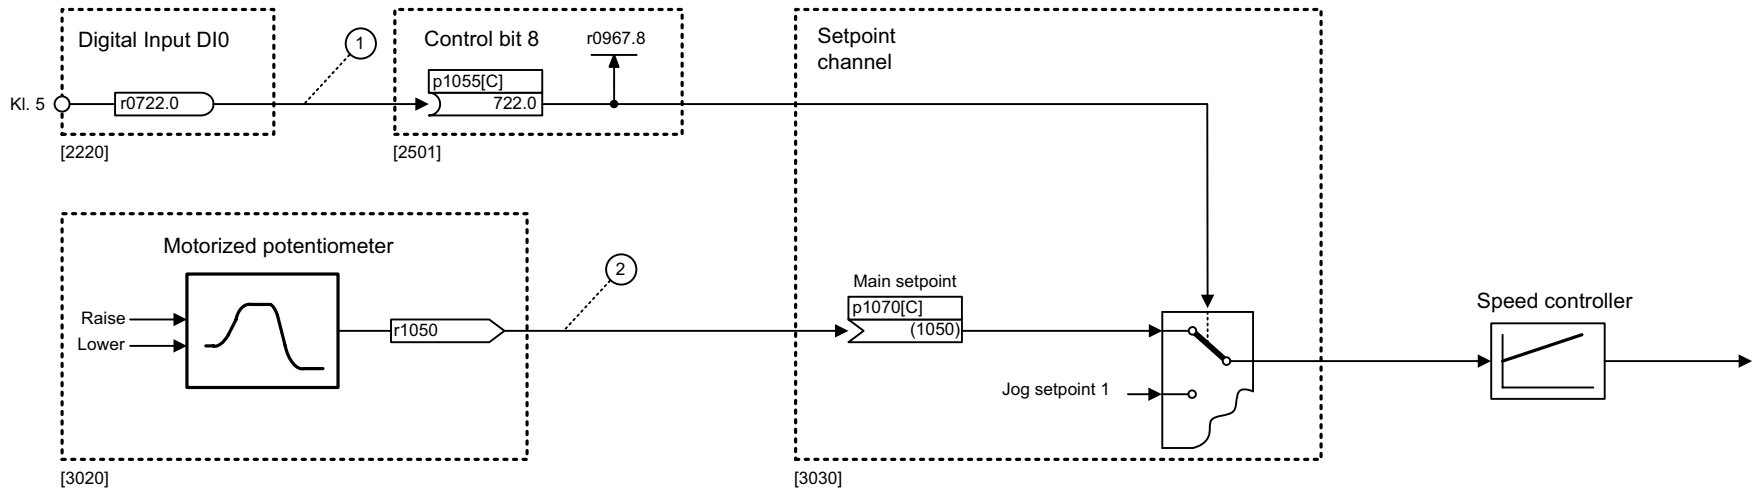 Digital Input DI0
Kl. 5
r0722.0
[2220]
1
Control bit 8
p1055[C]
722.0
r0967.8
[2501]
Setpoint
channel
Motorized potentiometer
Raise
Lower
r1050
[3020]
2
Main setpoint
p1070[C]
(1050)
Jog setpoint 1
[3030]
Speed controller